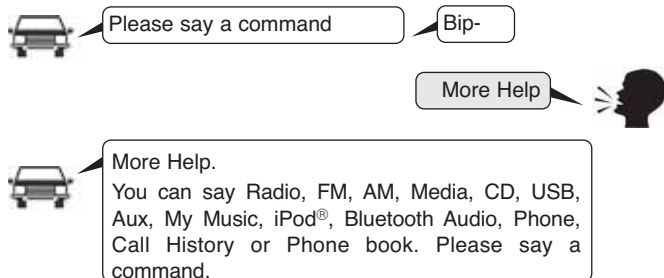 Please say a command
Bip-
More Help
More Help.
You can say Radio, FM, AM, Media, CD, USB,
Aux, My Music, iPod®, Bluetooth Audio, Phone,
Call History or Phone book. Please say a
command.